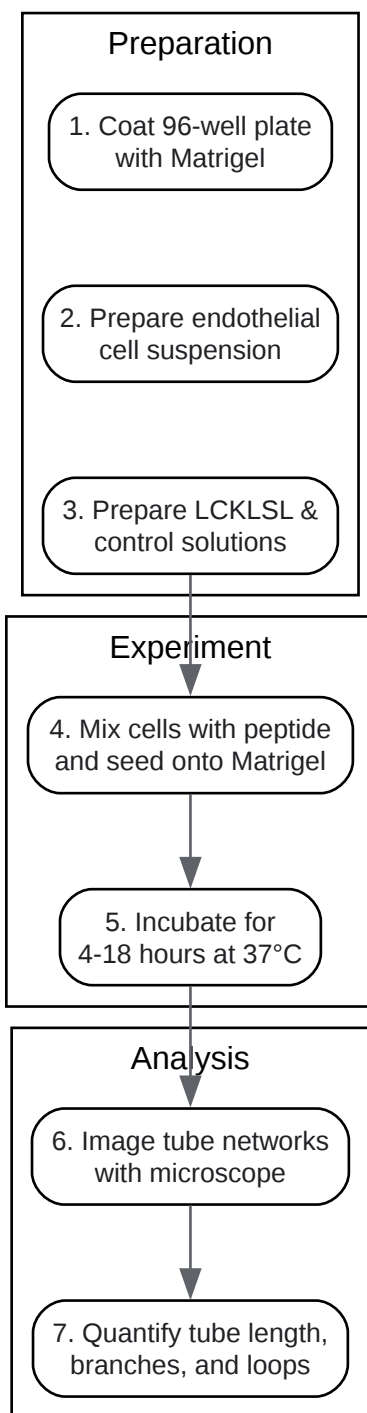 Preparation
1. Coat 96-well plate
with Matrigel
2. Prepare endothelial
cell suspension
3. Prepare LCKLSL &
control solutions
Experiment
4. Mix cells with peptide
and seed onto Matrigel
5. Incubate for
4-18 hours at 37°C
Analysis
6. Image tube networks
with microscope
7. Quantify tube length,
branches, and loops